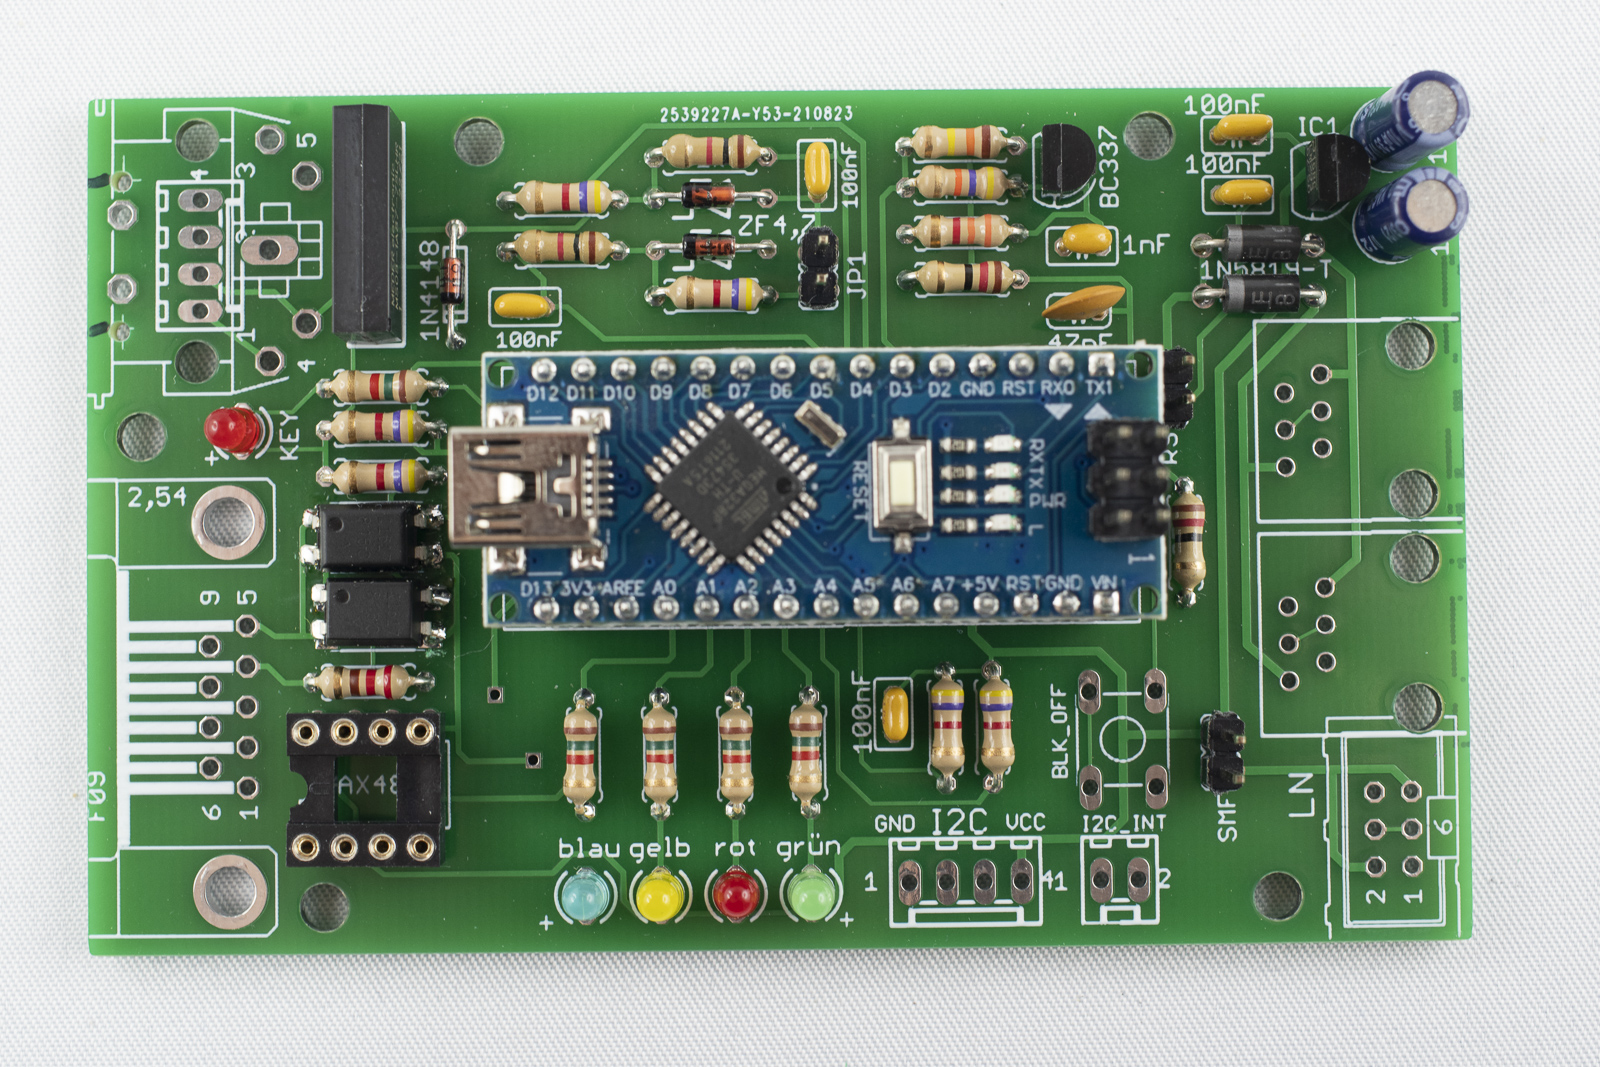 2539227A-Y53-210823
100nF
IC1
100nF
BC337
1nF
1N5819-T
100nF
ZF4,7
JP1
1N4148
100nF
47nF
5
3
4
1
4
KEY
+
2,54
D12 D11 D10 D9 D8 D7 D6 D5 D4 D3 D2 GND RST RX0 TX1
RESET
RX
TX
L
D13 3V3 AREF A0 A1 A2 A3 A4 A5 A6 A7 +5V RST GND VIN
9
5
6
1
F09
AX48
100nF
BLK_OFF
SMF
LN
6
2
1
blau gelb rot grün
+
+
GND I2C VCC
1
4
I2C_INT
1
2